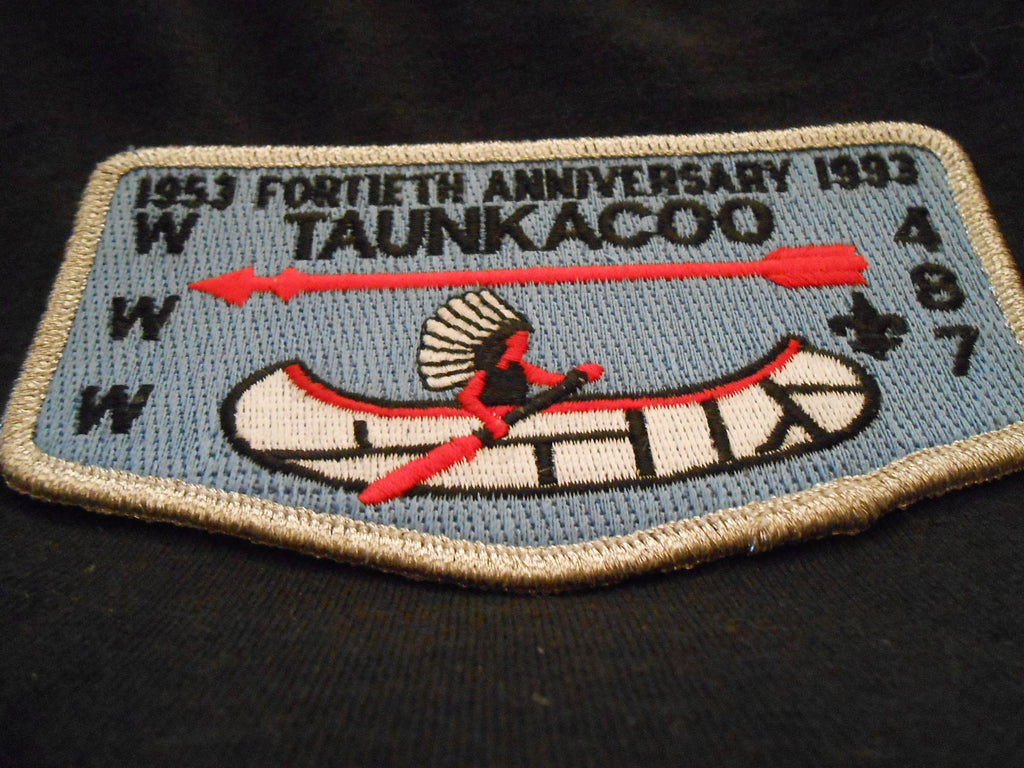 1953 FORTIETH ANNIVERSARY 1993
TAUNKACOO
W
W
W
4
8
7